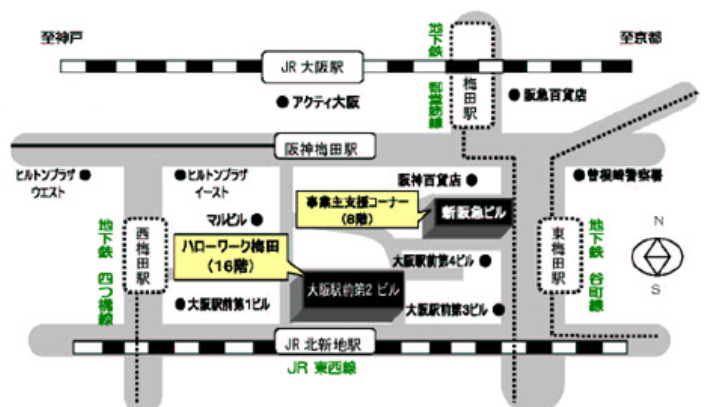 至神戸
地下鉄 御堂筋線
至京都
JR 大阪駅
梅田駅
アクティ大阪
阪急百貨店
阪神梅田駅
ヒルトンプラザ
ウエスト
ヒルトンプラザ
イースト
阪神百貨店
曽根崎警察署
事業主支援コーナー
(8階)
新阪急ビル
マルビル
地下鉄 四つ橋線
西梅田駅
ハローワーク梅田
(16階)
大阪駅前第4ビル
東梅田駅
地下鉄 谷町線
N
S
大阪駅前第2 ビル
大阪駅前第1ビル
大阪駅前第3ビル
JR 北新地駅
JR 東西線